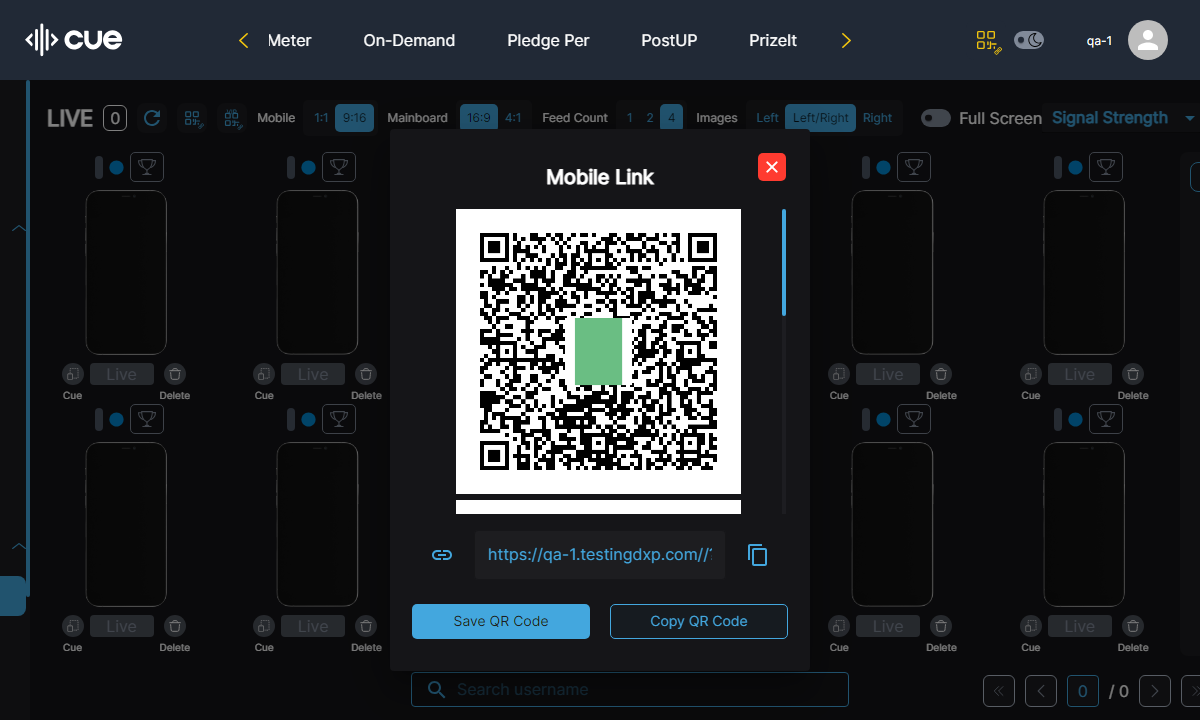 cue
Meter On-Demand Pledge Per PostUP PrizeIt
qa-1
LIVE 0 Mobile 1:1 9:16 Mainboard 16:9 4:1 Feed Count 1 2 4 Images Left Left/Right Right Full Screen Signal Strength
Mobile Link
Live Live Live Live
Cue Delete Cue Delete Cue Delete Cue Delete
https://qa-1.testingdxp.com//
Save QR Code Copy QR Code
Live Live Live Live
Cue Delete Cue Delete Cue Delete Cue Delete
Search username
0 / 0